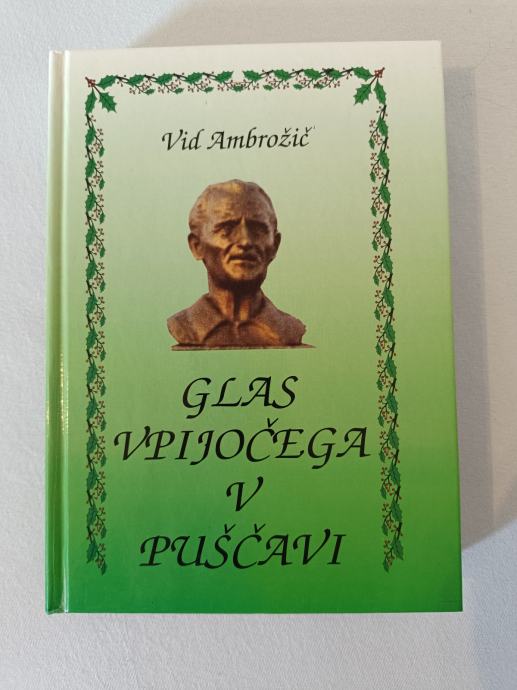 Vid Ambrožič
GLAS
VPIJOČEGA
V
PUŠČAVI